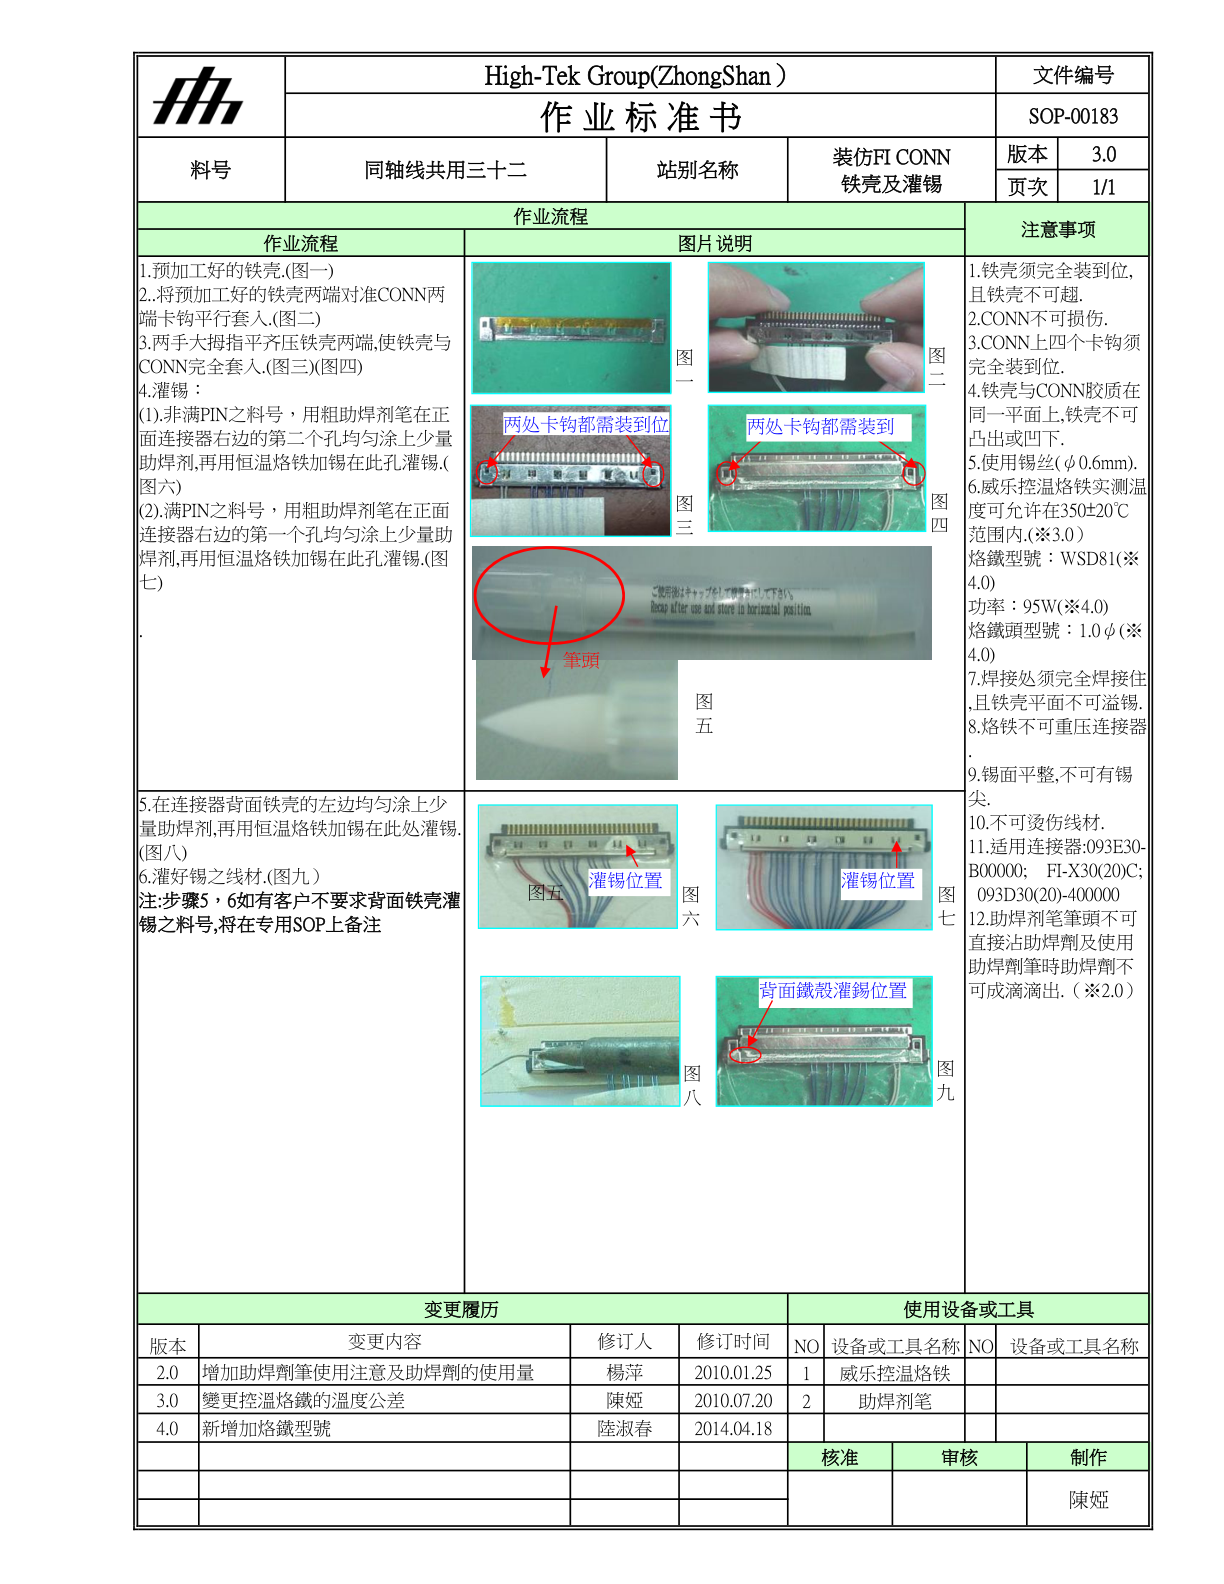 High-Tek Group(ZhongShan）
文件编号
作 业 标 准 书
SOP-00183
料号
同轴线共用三十二
站别名称
装仿FI CONN
铁壳及灌锡
版本
3.0
页次
1/1
作业流程
注意事项
作业流程
图片说明
1.预加工好的铁壳.(图一)
2..将预加工好的铁壳两端对准CONN两
端卡钩平行套入.(图二)
3.两手大拇指平齐压铁壳两端,使铁壳与
CONN完全套入.(图三)(图四)
4.灌锡：
(1).非满PIN之料号，用粗助焊剂笔在正
面连接器右边的第二个孔均匀涂上少量
助焊剂,再用恒温烙铁加锡在此孔灌锡.(
图六)
(2).满PIN之料号，用粗助焊剂笔在正面
连接器右边的第一个孔均匀涂上少量助
焊剂,再用恒温烙铁加锡在此孔灌锡.(图
七)
.
图
一
图
二
两处卡钩都需装到位
图
三
两处卡钩都需装到
图
四
ご使用後はキャップをして横置きにして下さい。
Recap after use and store in horizontal position.
筆頭
图
五
5.在连接器背面铁壳的左边均匀涂上少
量助焊剂,再用恒温烙铁加锡在此处灌锡.
(图八)
6.灌好锡之线材.(图九）
注:步骤5，6如有客户不要求背面铁壳灌
锡之料号,将在专用SOP上备注
灌锡位置
图五
图
六
灌锡位置
图
七
图
八
背面鐵殼灌錫位置
图
九
1.铁壳须完全装到位,
且铁壳不可翘.
2.CONN不可损伤.
3.CONN上四个卡钩须
完全装到位.
4.铁壳与CONN胶质在
同一平面上,铁壳不可
凸出或凹下.
5.使用锡丝(φ0.6mm).
6.威乐控温烙铁实测温
度可允许在350±20℃
范围内.(※3.0）
烙鐵型號：WSD81(※
4.0)
功率：95W(※4.0)
烙鐵頭型號：1.0φ(※
4.0)
7.焊接处须完全焊接住
,且铁壳平面不可溢锡.
8.烙铁不可重压连接器
.
9.锡面平整,不可有锡
尖.
10.不可烫伤线材.
11.适用连接器:093E30-
B00000; FI-X30(20)C;
093D30(20)-400000
12.助焊剂笔筆頭不可
直接沾助焊劑及使用
助焊劑筆時助焊劑不
可成滴滴出.（※2.0）
变更履历
使用设备或工具
版本
变更内容
修订人
修订时间
NO
设备或工具名称
NO
设备或工具名称
2.0
增加助焊劑筆使用注意及助焊劑的使用量
楊萍
2010.01.25
1
威乐控温烙铁
3.0
變更控溫烙鐵的溫度公差
陳婭
2010.07.20
2
助焊剂笔
4.0
新增加烙鐵型號
陸淑春
2014.04.18
核准
审核
制作
陳婭